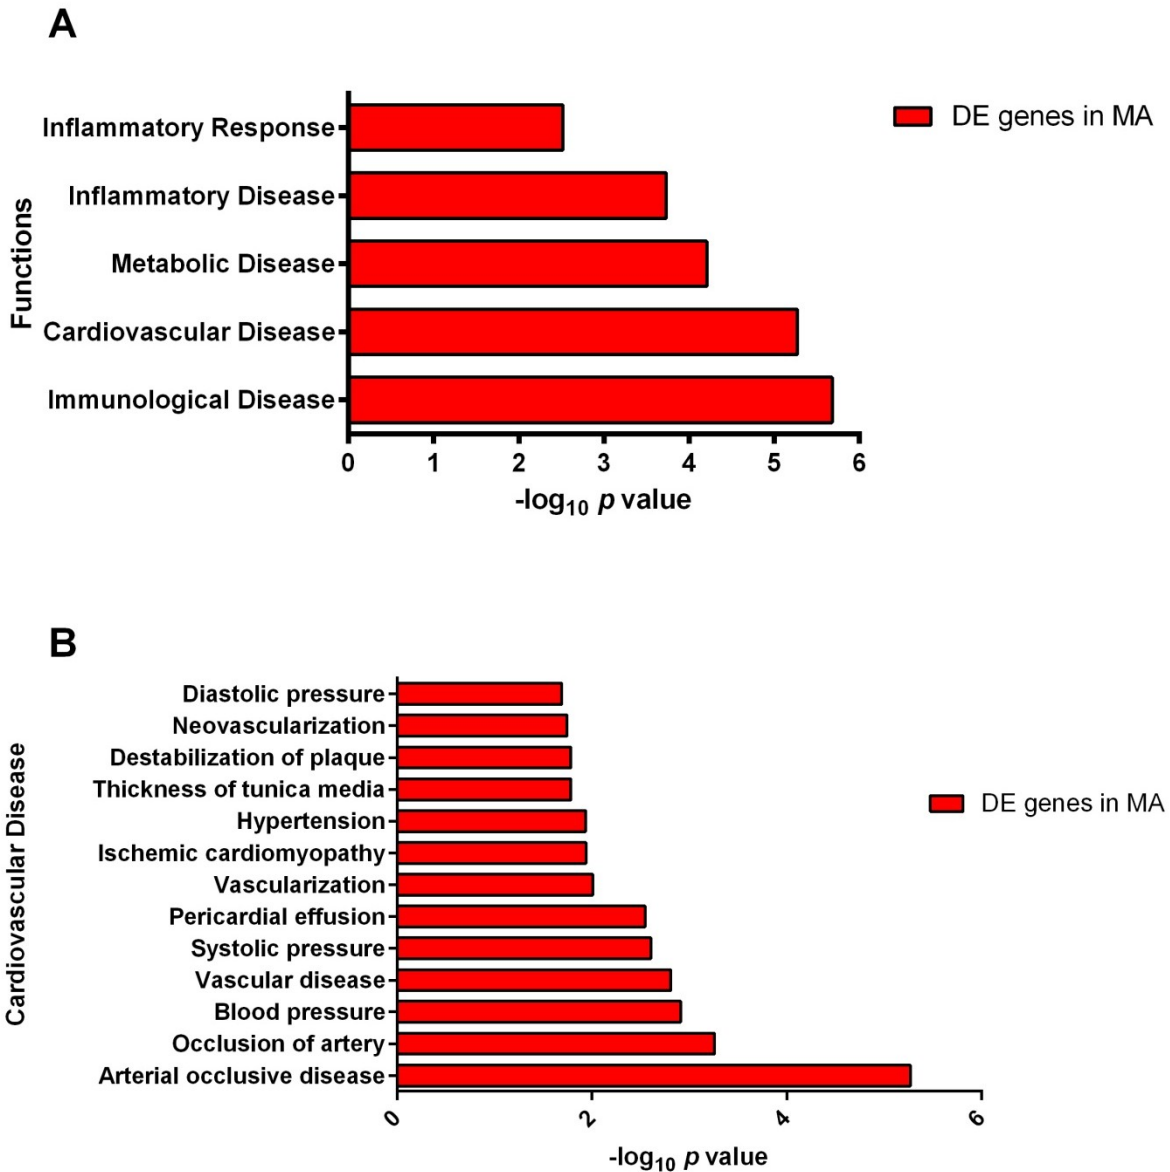 A
Functions
Inflammatory Response
Inflammatory Disease
Metabolic Disease
Cardiovascular Disease
Immunological Disease
0 1 2 3 4 5 6
-log10 p value
DE genes in MA
B
Cardiovascular Disease
Diastolic pressure
Neovascularization
Destabilization of plaque
Thickness of tunica media
Hypertension
Ischemic cardiomyopathy
Vascularization
Pericardial effusion
Systolic pressure
Vascular disease
Blood pressure
Occlusion of artery
Arterial occlusive disease
0 2 4 6
-log10 p value
DE genes in MA